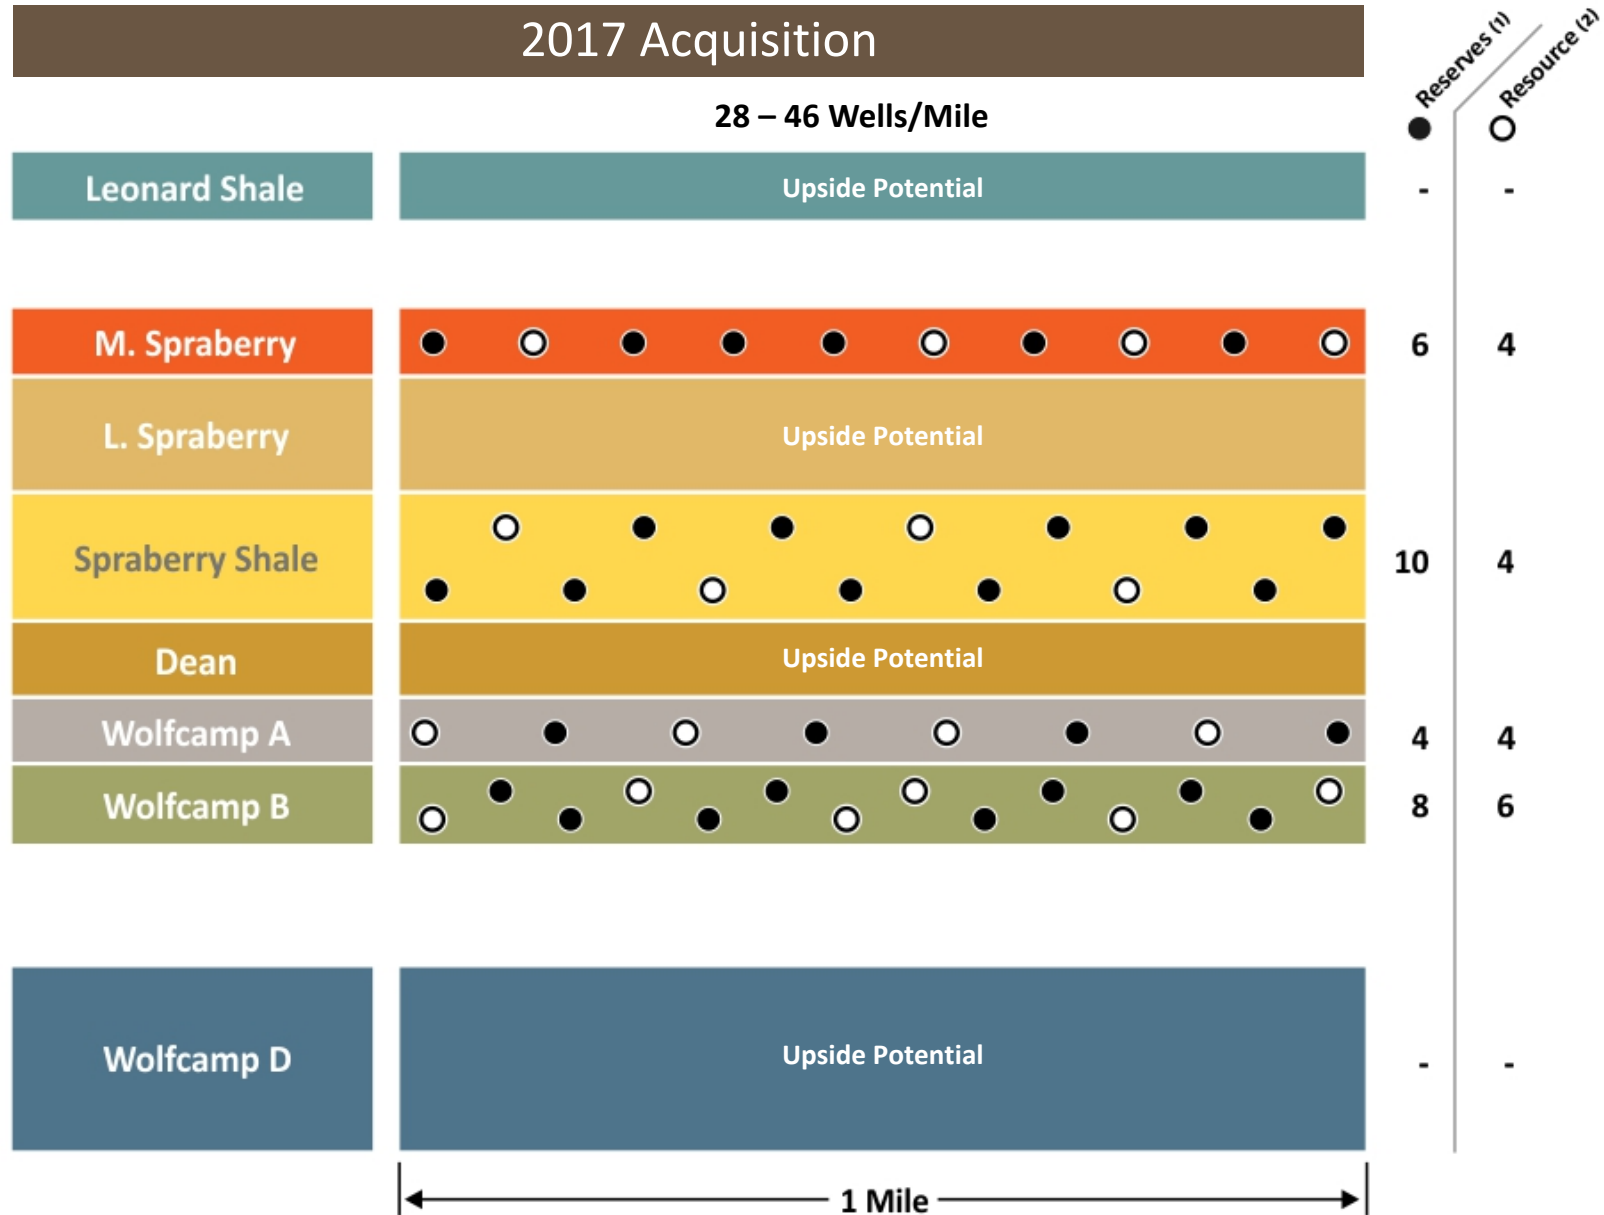 2017 Acquisition
Reserves (1)
Resource (2)
28 – 46 Wells/Mile
Leonard Shale Upside Potential - -
M. Spraberry 6 4
L. Spraberry Upside Potential
Spraberry Shale 10 4
Dean Upside Potential
Wolfcamp A 4 4
Wolfcamp B 8 6
Wolfcamp D Upside Potential - -
1 Mile